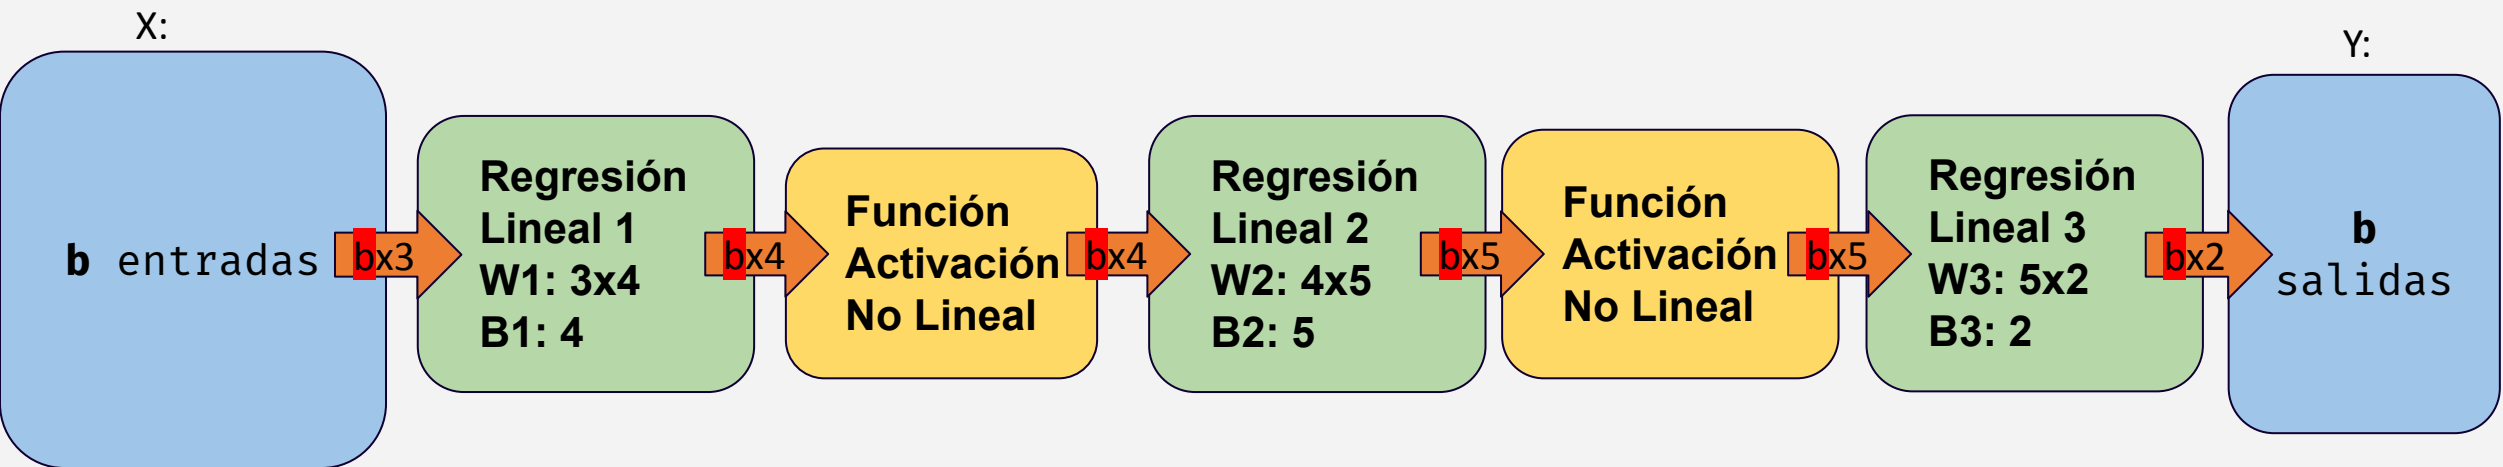 X:
b entradas
bx3
Regresión
Lineal 1
W1: 3x4
B1: 4
bx4
Función
Activación
No Lineal
bx4
Regresión
Lineal 2
W2: 4x5
B2: 5
bx5
Función
Activación
No Lineal
bx5
Regresión
Lineal 3
W3: 5x2
B3: 2
bx2
Y:
b
salidas